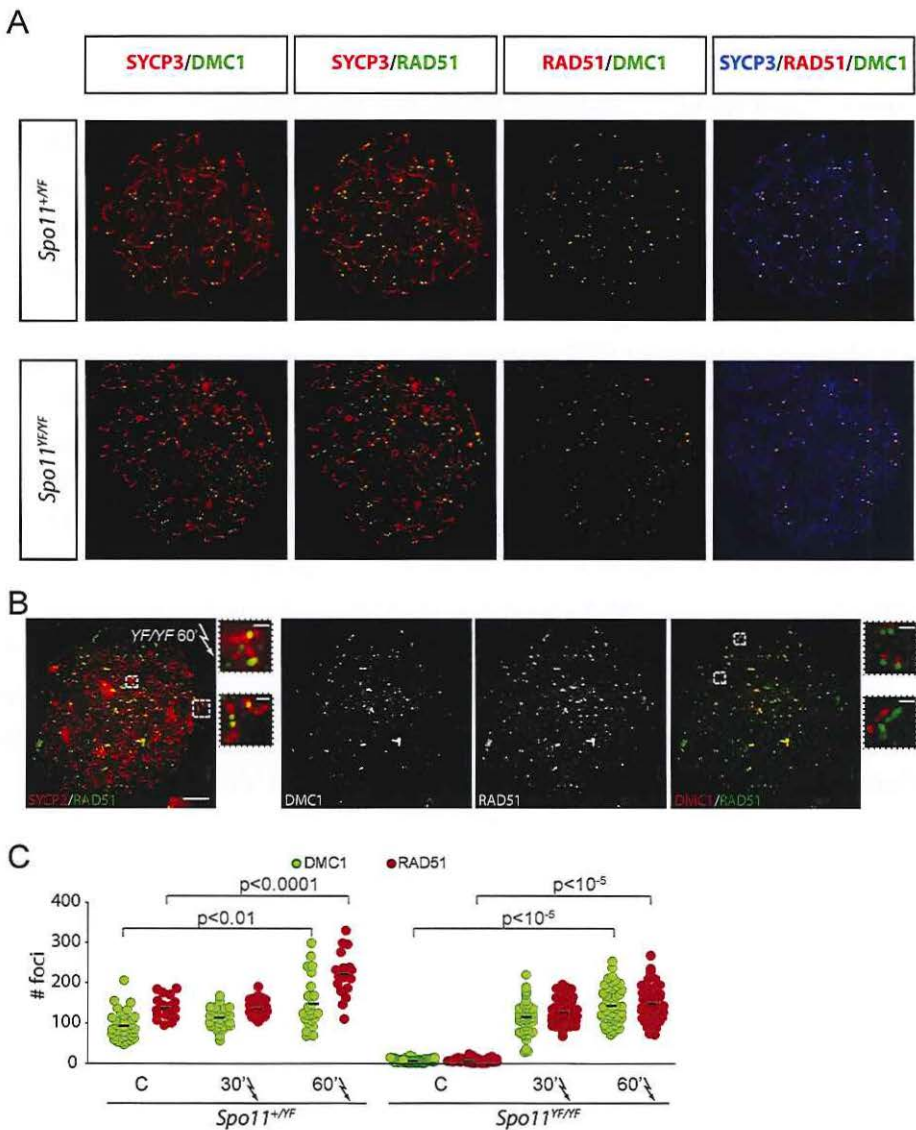 A
SYCP3/DMC1
SYCP3/RAD51
RAD51/DMC1
SYCP3/RAD51/DMC1
Spo11+/YF
Spo11YF/YF
B
YF/YF 60'
SYCP3/RAD51
DMC1
RAD51
DMC1/RAD51
C
DMC1
RAD51
p<0.0001
p<10-5
p<0.01
p<10-5
400
300
200
100
0
# foci
C
30'
60'
C
30'
60'
Spo11+/YF
Spo11YF/YF